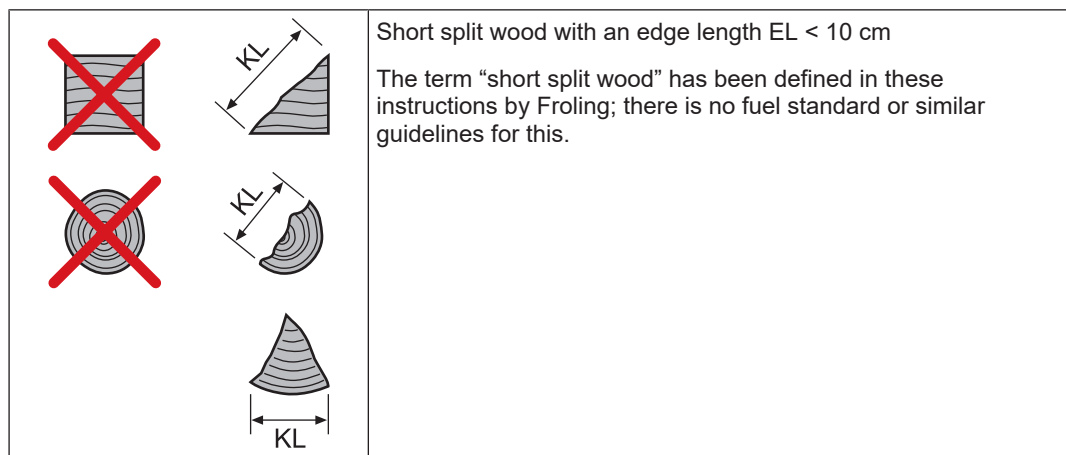 KL
KL
KL
Short split wood with an edge length EL < 10 cm
The term “short split wood” has been defined in these
instructions by Froling; there is no fuel standard or similar
guidelines for this.